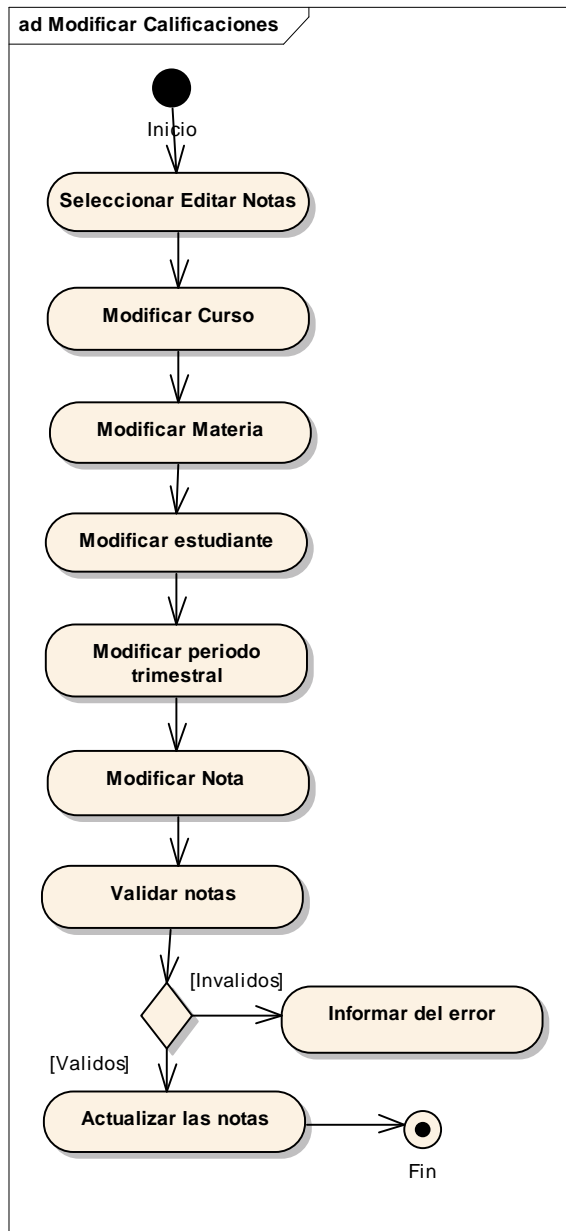 ad Modificar Calificaciones
Inicio
Seleccionar Editar Notas
Modificar Curso
Modificar Materia
Modificar estudiante
Modificar periodo
trimestral
Modificar Nota
Validar notas
[Invalidos]
Informar del error
[Validos]
Actualizar las notas
Fin